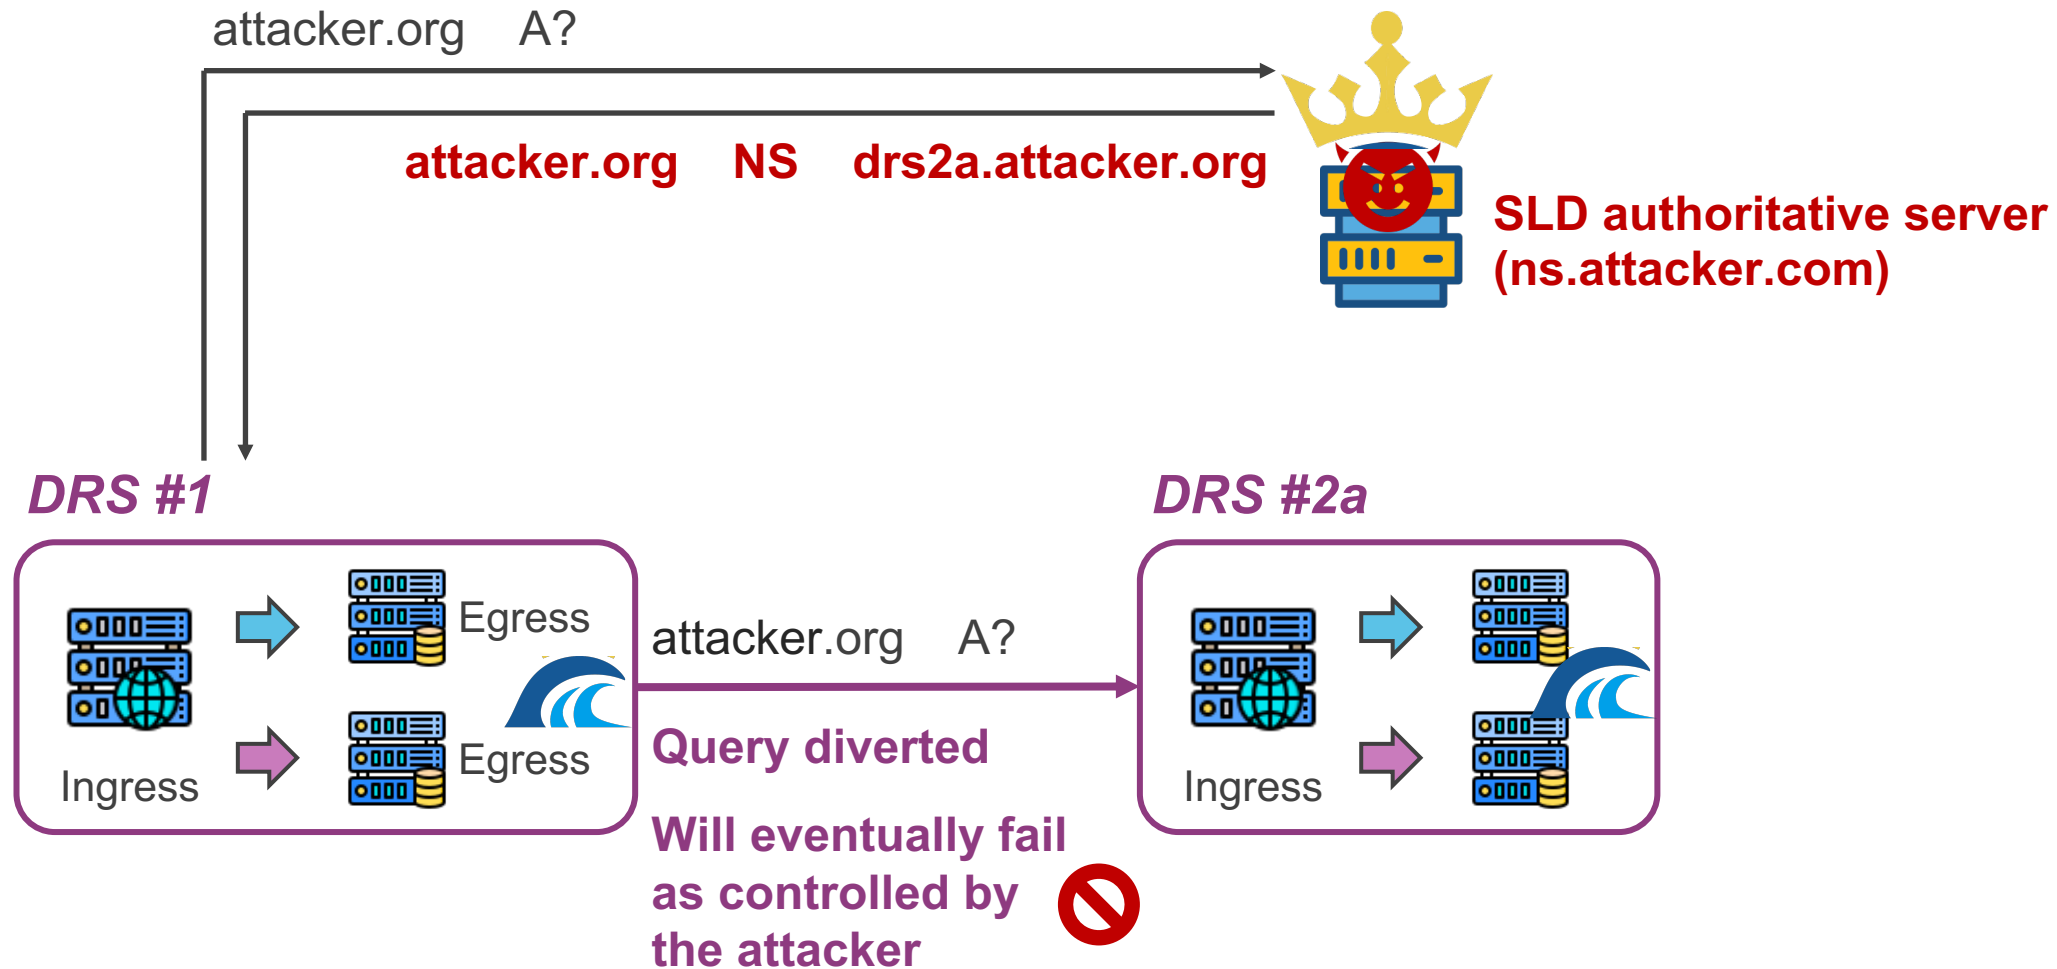 attacker.org A?
attacker.org NS drs2a.attacker.org
SLD authoritative server
(ns.attacker.com)
DRS #1
DRS #2a
Egress
Egress
Ingress
attacker.org A?
Query diverted
Will eventually fail
as controlled by
the attacker
Ingress